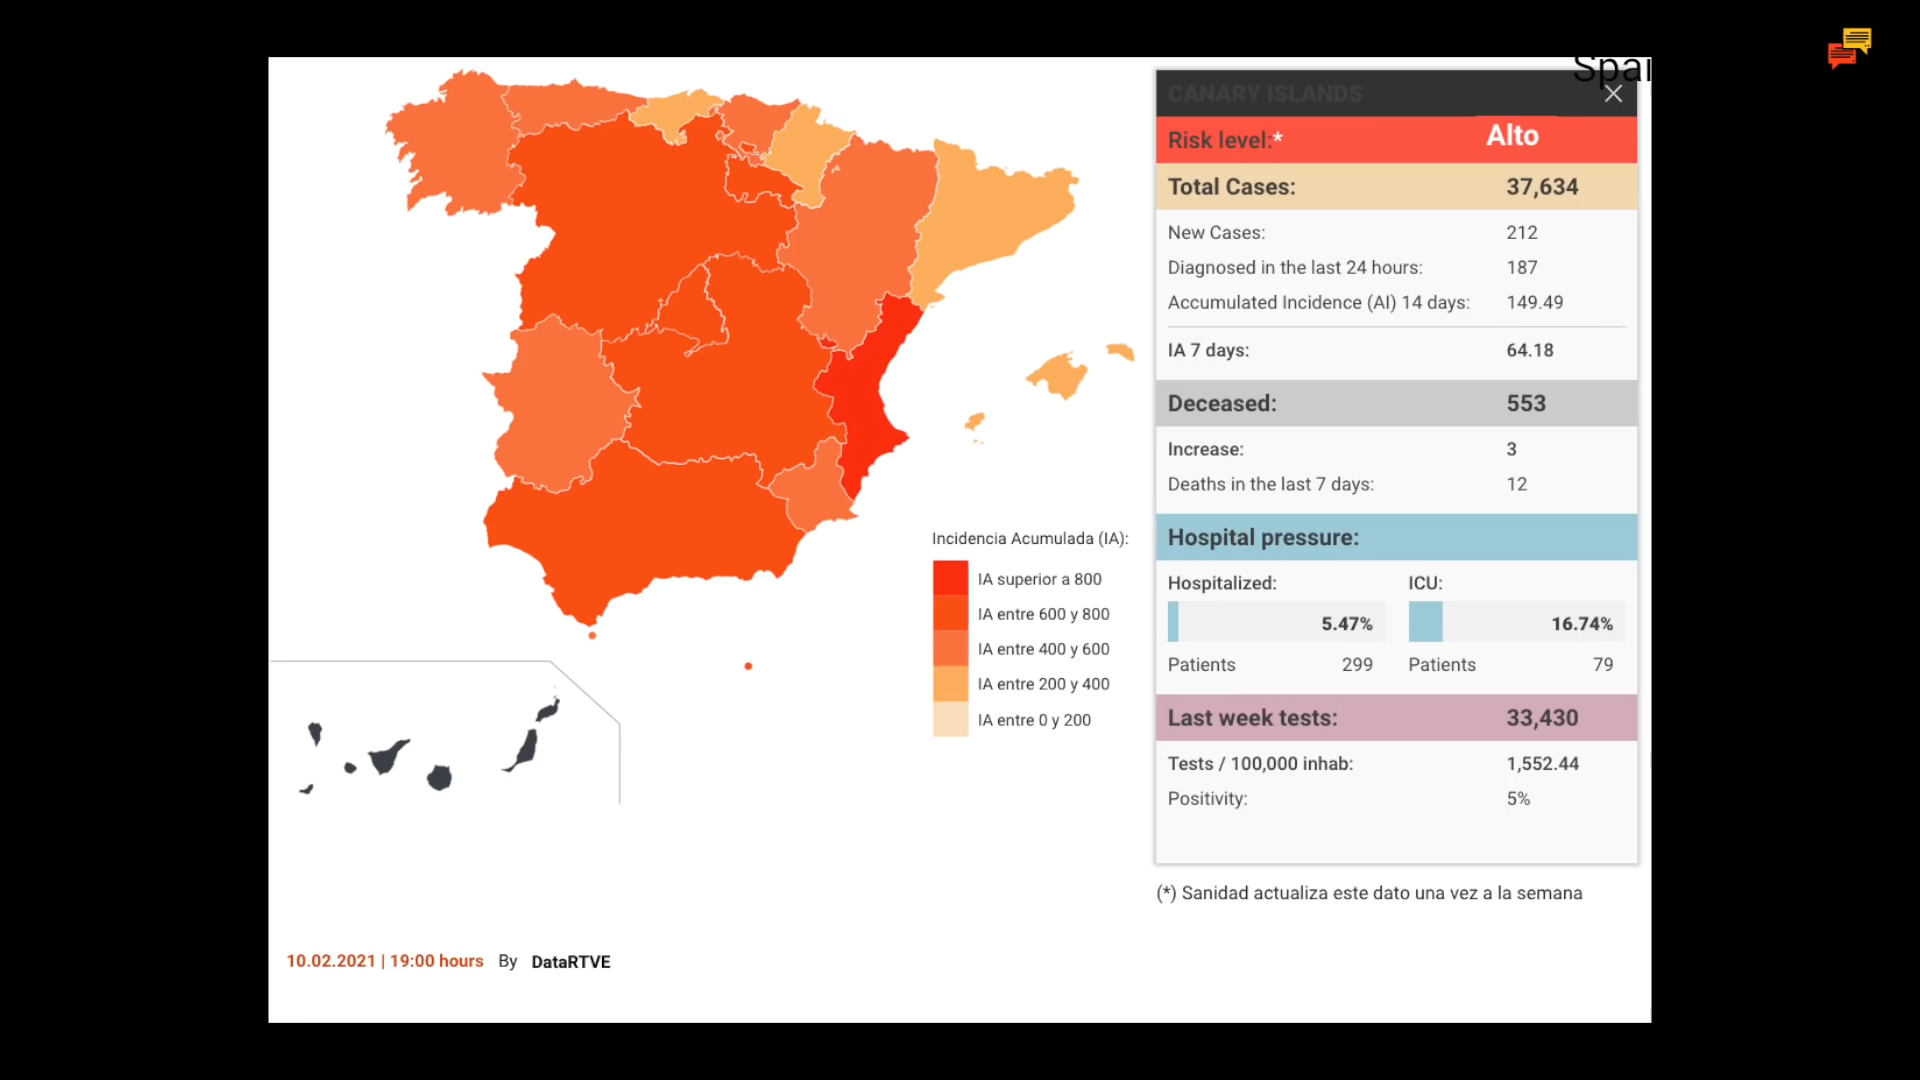 Spai
CANARY ISLANDS
Risk level:* Alto
Total Cases: 37,634
New Cases: 212
Diagnosed in the last 24 hours: 187
Accumulated Incidence (AI) 14 days: 149.49
IA 7 days: 64.18
Deceased: 553
Increase: 3
Deaths in the last 7 days: 12
Hospital pressure:
Hospitalized: ICU:
5.47% 16.74%
Patients 299 Patients 79
Last week tests: 33,430
Tests / 100,000 inhab: 1,552.44
Positivity: 5%
(*) Sanidad actualiza este dato una vez a la semana
Incidencia Acumulada (IA):
IA superior a 800
IA entre 600 y 800
IA entre 400 y 600
IA entre 200 y 400
IA entre 0 y 200
10.02.2021 | 19:00 hours By DataRTVE